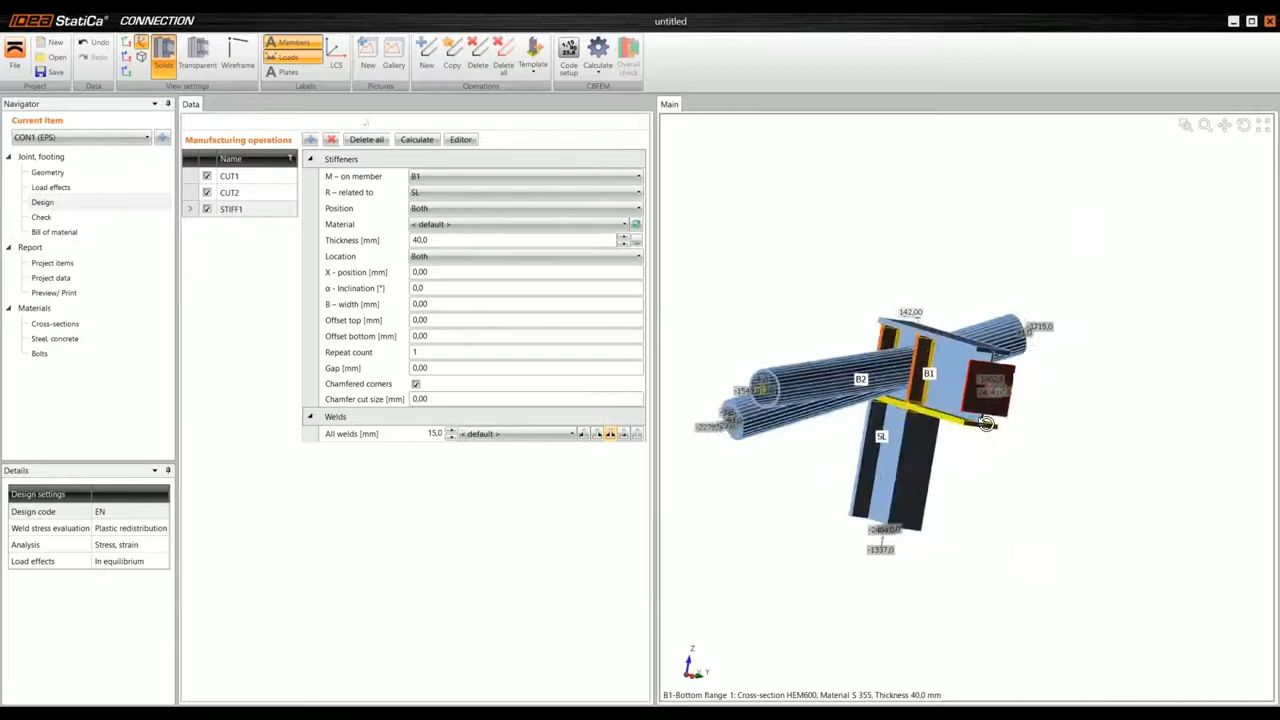 IDEA StatiCa® CONNECTION untitled
New Open Save File Project
Undo Redo Data
Solids Transparent Wireframe View settings
Members Loads Plates LCS Labels
New Gallery Pictures
New Copy Delete Delete all Template Operations
Code setup Calculate Overall check CBFEM
Navigator
Current item
CON1 (EPS)
Joint, footing
Geometry
Load effects
Design
Check
Bill of material
Report
Project items
Project data
Preview/ Print
Materials
Cross-sections
Steel, concrete
Bolts
Details
Design settings
Design code EN
Weld stress evaluation Plastic redistribution
Analysis Stress, strain
Load effects In equilibrium
Data
Manufacturing operations Delete all Calculate Editor
Name
CUT1
CUT2
STIFF1
Stiffeners
M – on member B1
R – related to SL
Position Both
Material < default >
Thickness [mm] 40,0
Location Both
X - position [mm] 0,00
α - Inclination [°] 0,0
B – width [mm] 0,00
Offset top [mm] 0,00
Offset bottom [mm] 0,00
Repeat count 1
Gap [mm] 0,00
Chamfered corners
Chamfer cut size [mm] 0,00
Welds
All welds [mm] 15,0 < default >
Main
142,00
-1715,0
B1
B2
SL
-1337,0
Z
Y
B1-Bottom flange 1: Cross-section HEM600, Material S 355, Thickness 40,0 mm